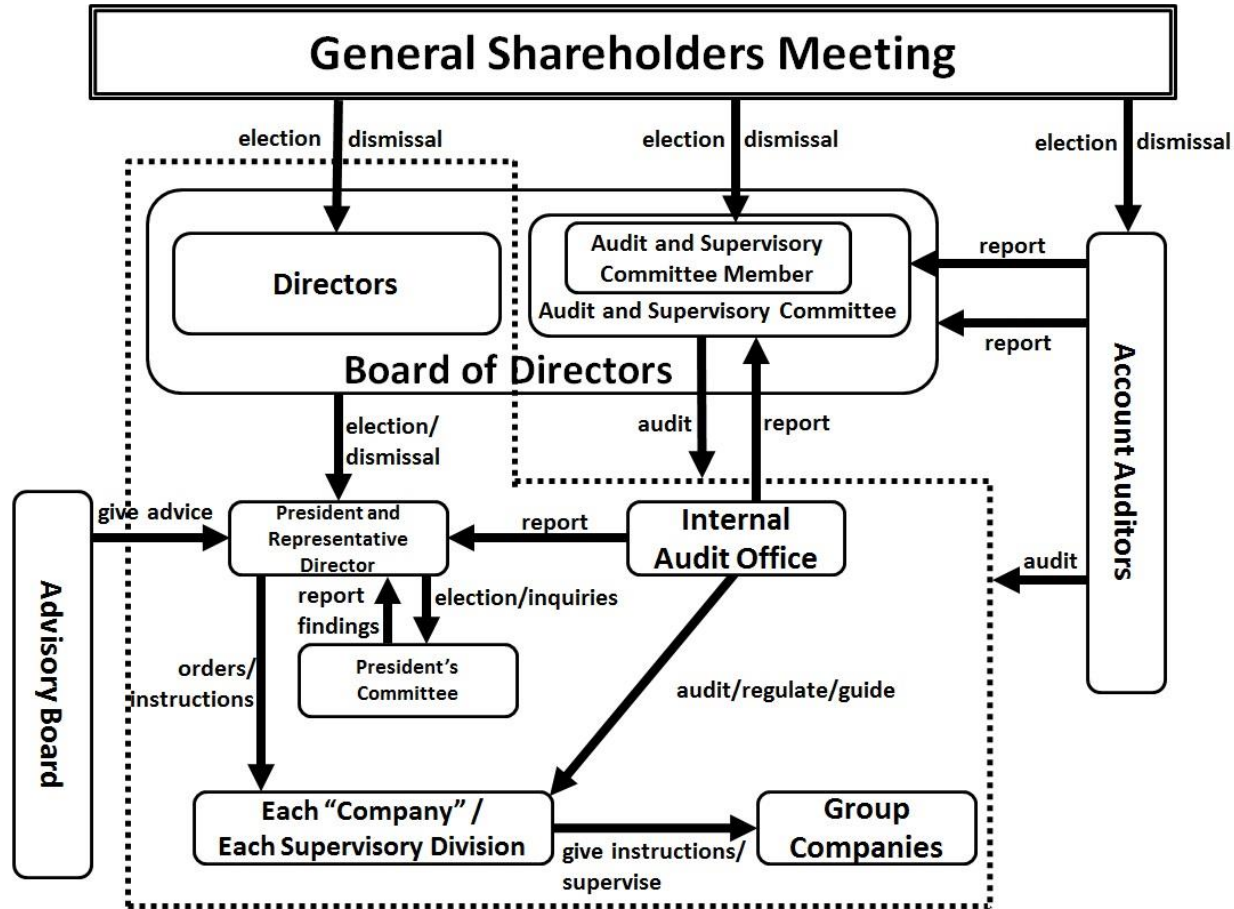 General Shareholders Meeting
election dismissal
election dismissal
election dismissal
Directors
Audit and Supervisory
Committee Member
Audit and Supervisory Committee
Board of Directors
report
report
Account Auditors
election/
dismissal
audit
report
Advisory Board
give advice
President and
Representative
Director
report
Internal
Audit Office
audit
report
findings
election/inquiries
President's
Committee
orders/
instructions
audit/regulate/guide
Each “Company” /
Each Supervisory Division
give instructions/
supervise
Group
Companies